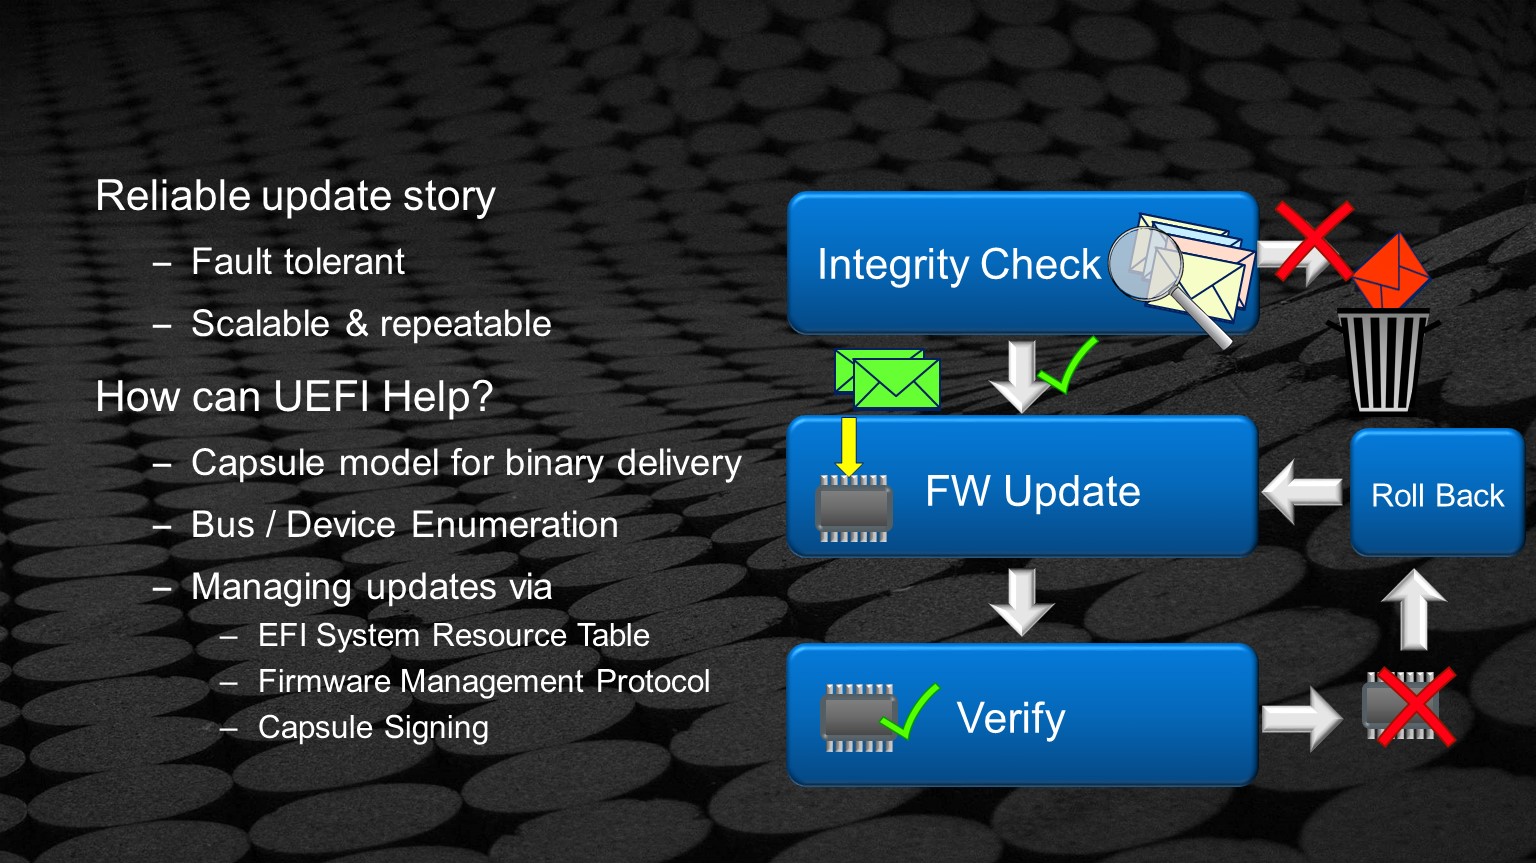 Reliable update story
– Fault tolerant
– Scalable & repeatable
How can UEFI Help?
– Capsule model for binary delivery
– Bus / Device Enumeration
– Managing updates via
– EFI System Resource Table
– Firmware Management Protocol
– Capsule Signing
Integrity Check
FW Update
Roll Back
Verify